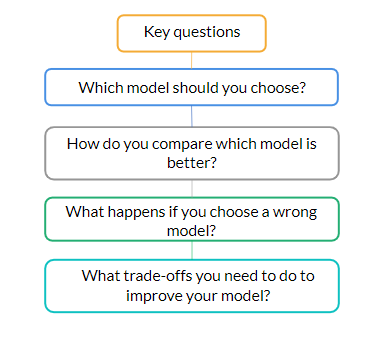 Key questions
Which model should you choose?
How do you compare which model is
better?
What happens if you choose a wrong
model?
What trade-offs you need to do to
improve your model?